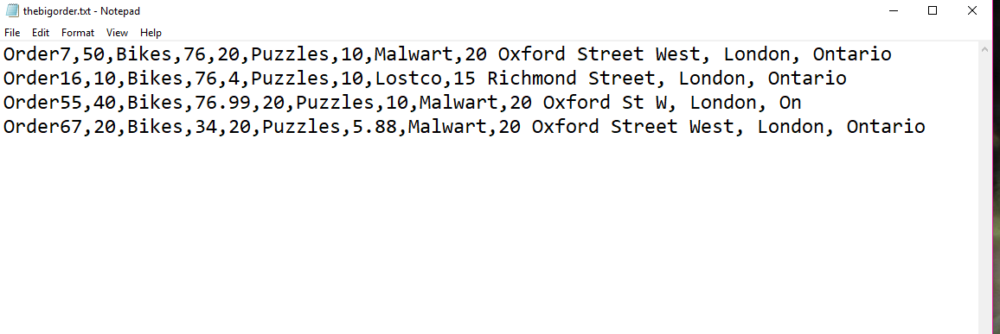 thebigorder.txt - Notepad
File Edit Format View Help
Order7,50,Bikes,76,20,Puzzles,10,Malwart,20 Oxford Street West, London, Ontario
Order16,10,Bikes,76,4,Puzzles,10,Lostco,15 Richmond Street, London, Ontario
Order55,40,Bikes,76.99,20,Puzzles,10,Malwart,20 Oxford St W, London, On
Order67,20,Bikes,34,20,Puzzles,5.88,Malwart,20 Oxford Street West, London, Ontario